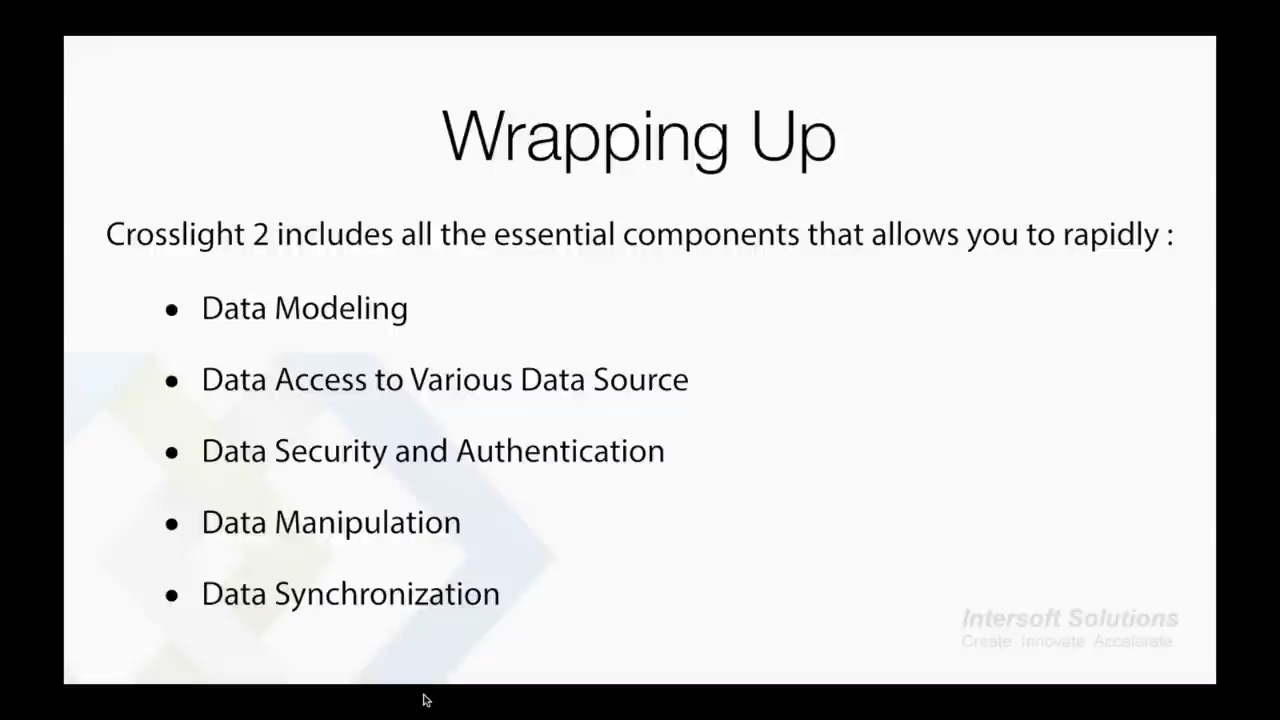 Wrapping Up
Crosslight 2 includes all the essential components that allows you to rapidly :
• Data Modeling
• Data Access to Various Data Source
• Data Security and Authentication
• Data Manipulation
• Data Synchronization
Intersoft Solutions
Create Innovate Accelerate